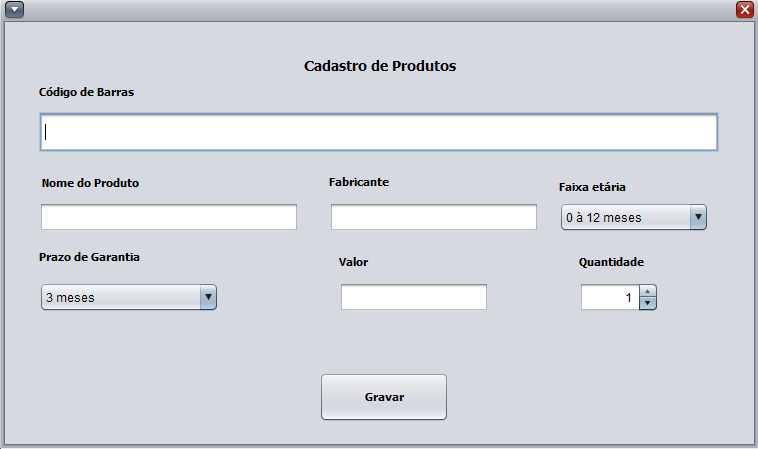 Cadastro de Produtos
Código de Barras
Nome do Produto
Fabricante
Faixa etária
0 à 12 meses
Prazo de Garantia
Valor
Quantidade
3 meses
1
Gravar